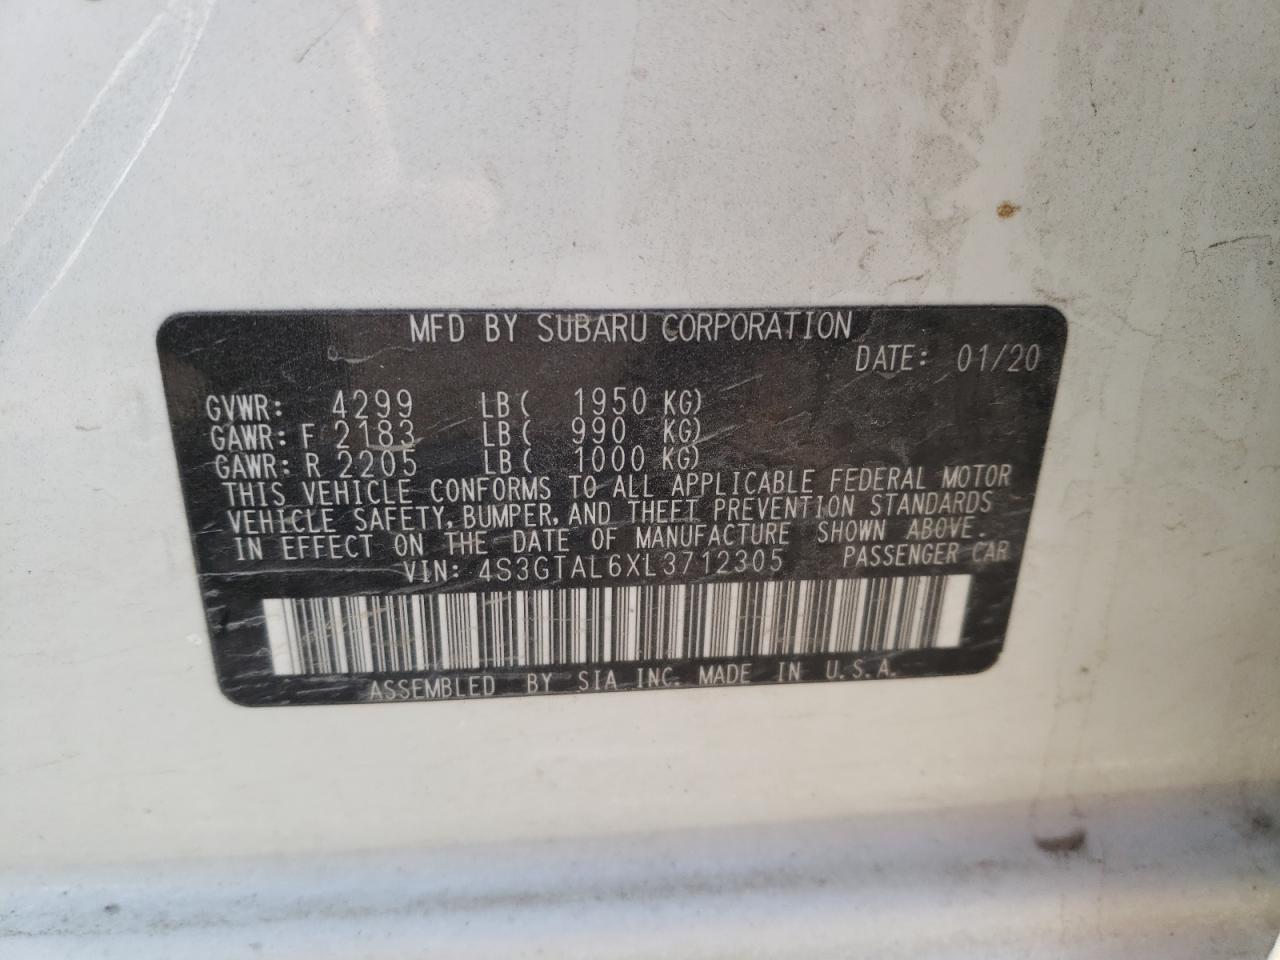 MFD BY SUBARU CORPORATION
DATE: 01/20
GVWR: 4299 LB( 1950 KG)
GAWR: F 2183 LB( 990 KG)
GAWR: R 2205 LB( 1000 KG)
THIS VEHICLE CONFORMS TO ALL APPLICABLE FEDERAL MOTOR
VEHICLE SAFETY, BUMPER, AND THEFT PREVENTION STANDARDS
IN EFFECT ON THE DATE OF MANUFACTURE SHOWN ABOVE.
VIN: 4S3GTAL6XL3712305 PASSENGER CAR
ASSEMBLED BY SIA INC. MADE IN U.S.A.